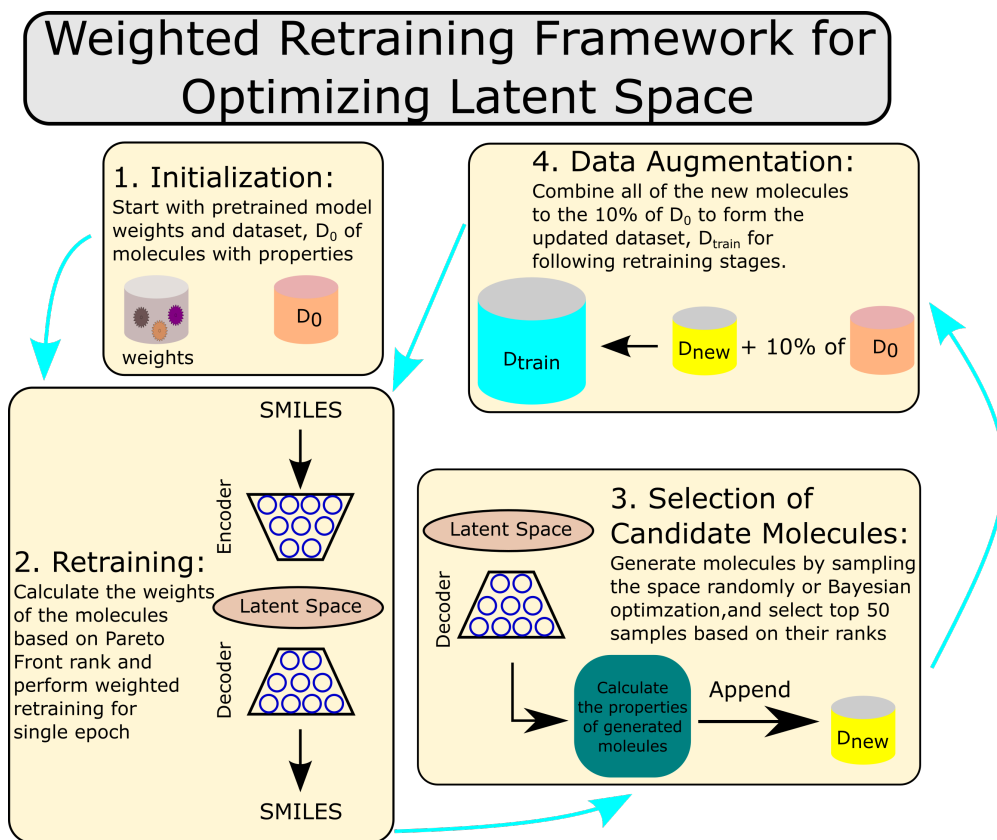 Weighted Retraining Framework for
Optimizing Latent Space
1. Initialization:
Start with pretrained model
weights and dataset, D0 of
molecules with properties
weights
D0
2. Retraining:
Calculate the weights
of the molecules
based on Pareto
Front rank and
perform weighted
retraining for
single epoch
SMILES
Encoder
Latent Space
Decoder
SMILES
3. Selection of
Candidate Molecules:
Generate molecules by sampling
the space randomly or Bayesian
optimzation,and select top 50
samples based on their ranks
Latent Space
Decoder
Calculate
the properties
of generated
moleules
Append
Dnew
4. Data Augmentation:
Combine all of the new molecules
to the 10% of D0 to form the
updated dataset, Dtrain for
following retraining stages.
Dtrain
Dnew + 10% of D0